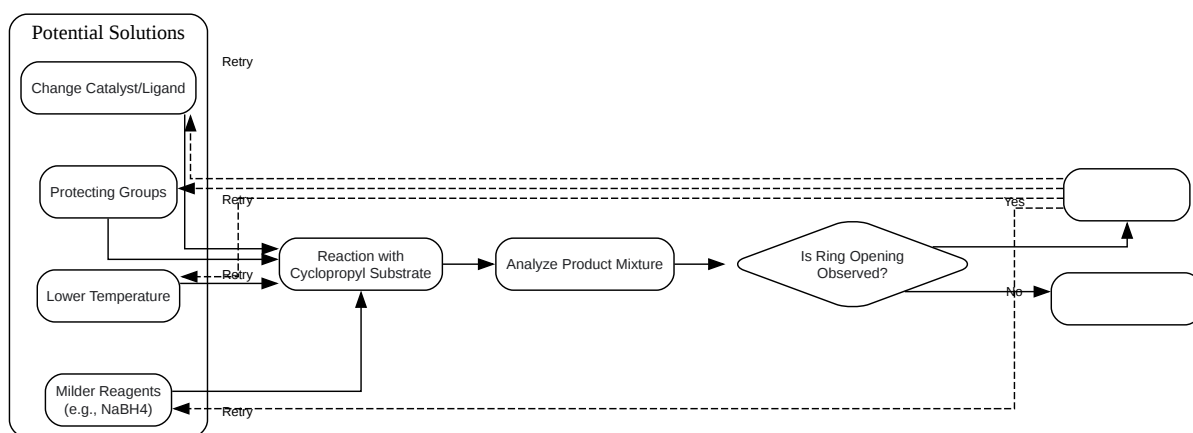 Potential Solutions
Retry
Change Catalyst/Ligand
Protecting Groups
Retry
Yes
Reaction with
Cyclopropyl Substrate
Analyze Product Mixture
Is Ring Opening
Observed?
Retry
Lower Temperature
No
Milder Reagents
(e.g., NaBH4)
Retry